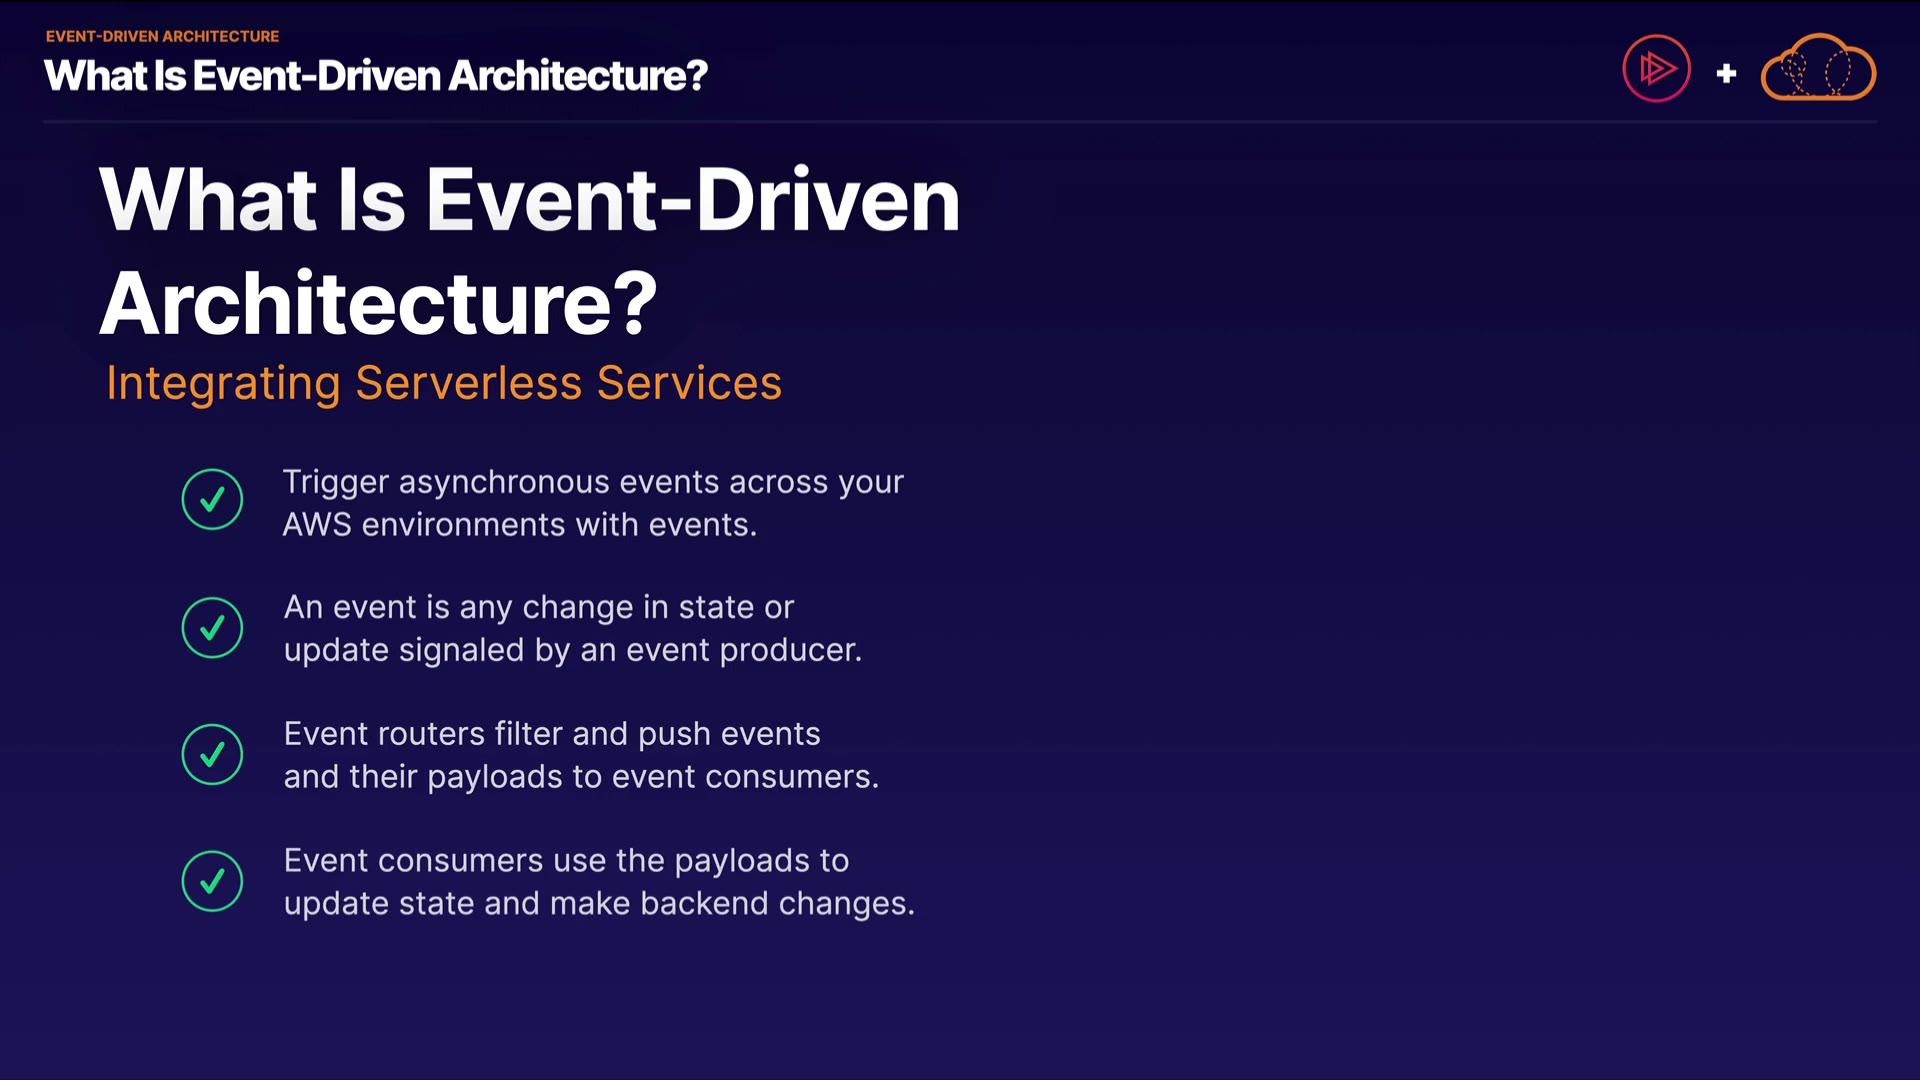 EVENT-DRIVEN ARCHITECTURE
What Is Event-Driven Architecture?
+
What Is Event-Driven
Architecture?
Integrating Serverless Services
Trigger asynchronous events across your
AWS environments with events.
An event is any change in state or
update signaled by an event producer.
Event routers filter and push events
and their payloads to event consumers.
Event consumers use the payloads to
update state and make backend changes.